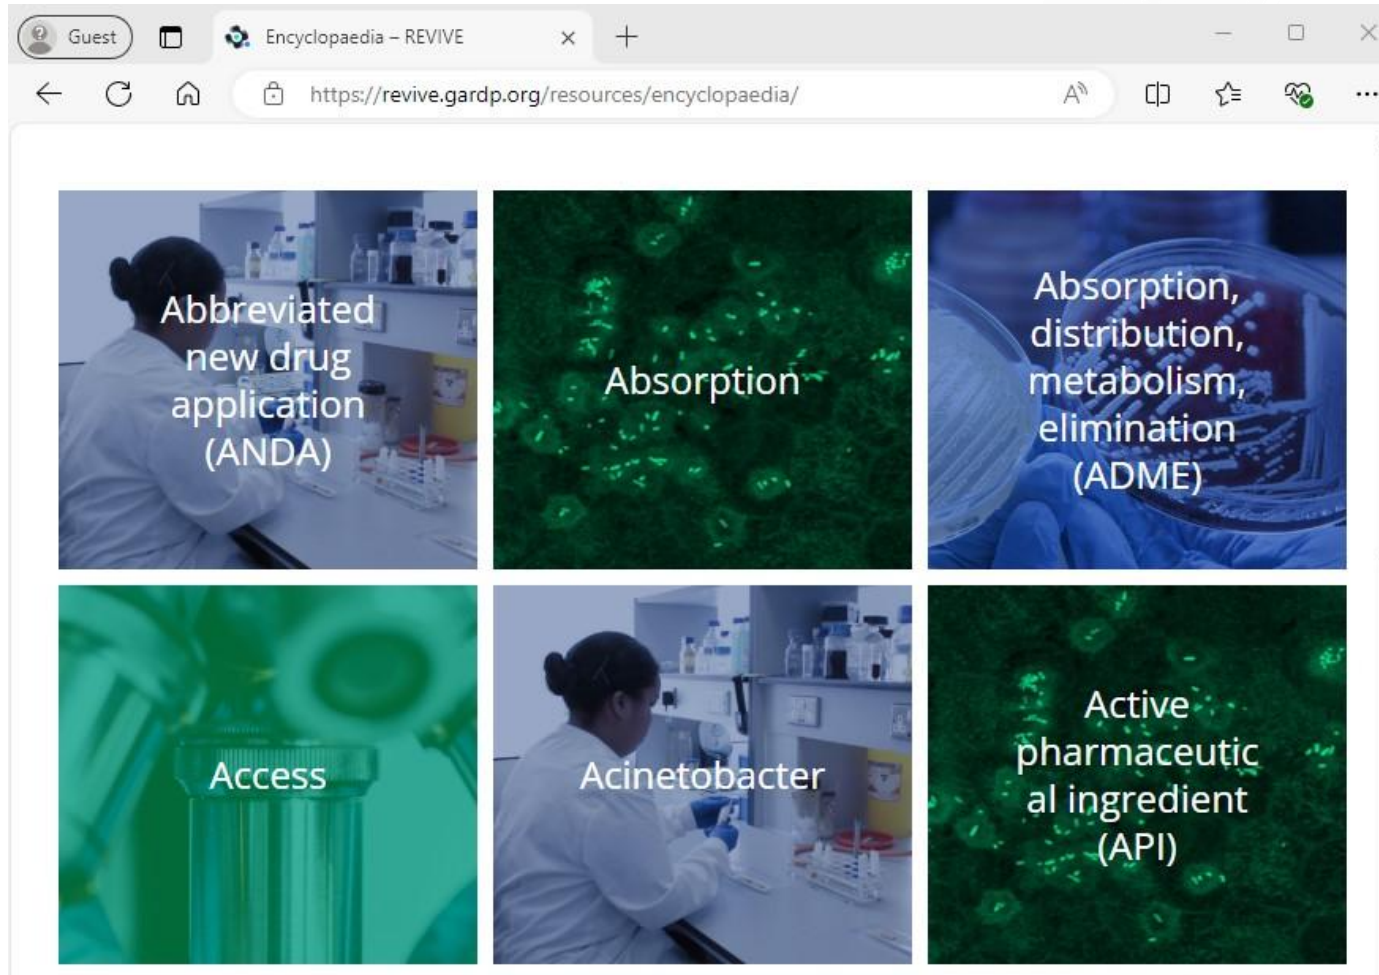 Guest
Encyclopaedia – REVIVE
https://revive.gardp.org/resources/encyclopaedia/
Abbreviated
new drug
application
(ANDA)
Absorption
Absorption,
distribution,
metabolism,
elimination
(ADME)
Access
Acinetobacter
Active
pharmaceutic
al ingredient
(API)